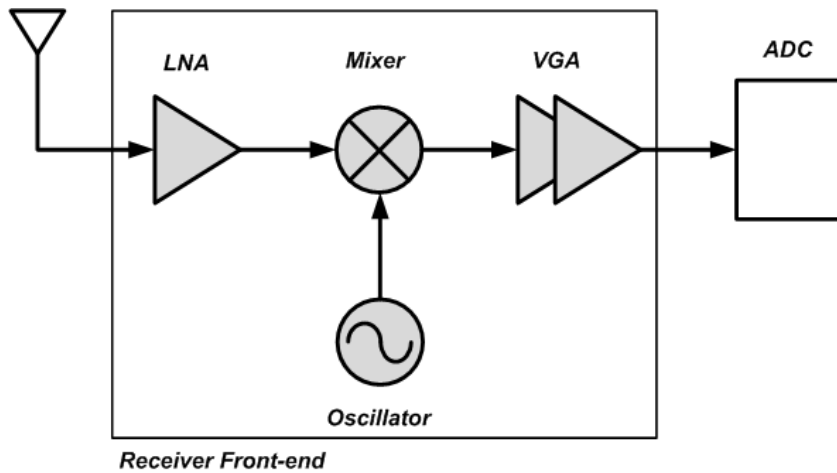 LNA
Mixer
VGA
ADC
Oscillator
Receiver Front-end